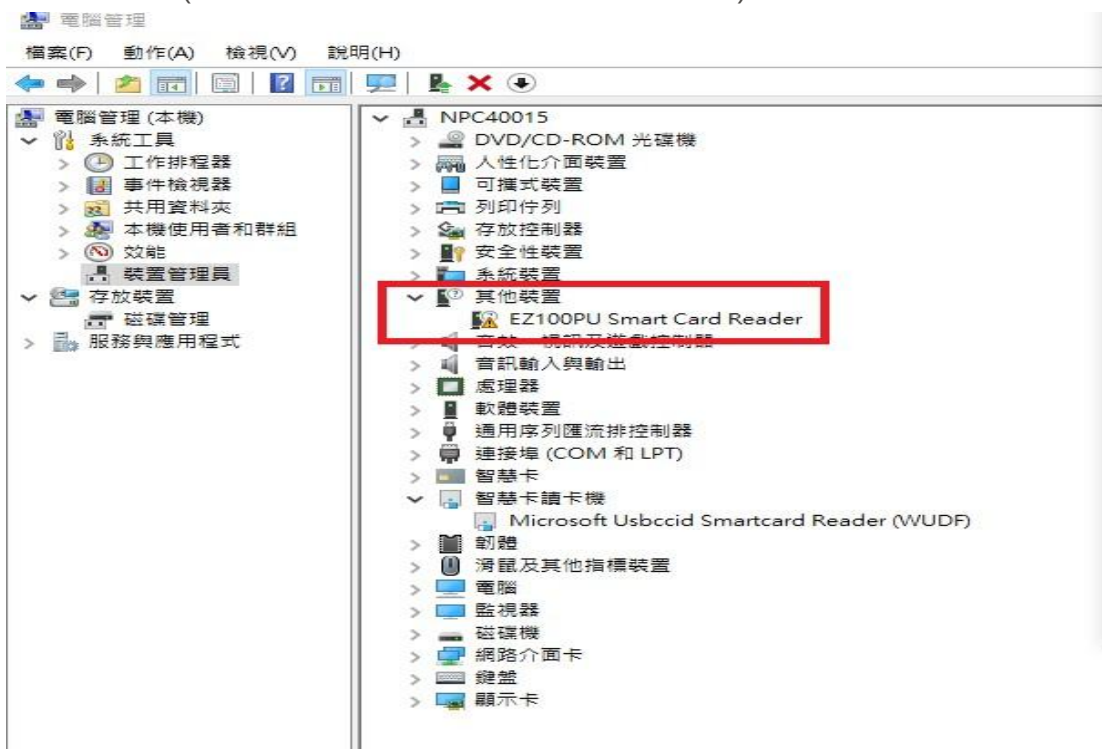 電腦管理
檔案(F) 動作(A) 檢視(V) 說明(H)
電腦管理 (本機)
系統工具
工作排程器
事件檢視器
共用資料夾
本機使用者和群組
效能
裝置管理員
存放裝置
磁碟管理
服務與應用程式
NPC40015
DVD/CD-ROM 光碟機
人性化介面裝置
可攜式裝置
列印佇列
存放控制器
安全性裝置
系統裝置
其他裝置
EZ100PU Smart Card Reader
音效、視訊及遊戲控制器
音訊輸入與輸出
處理器
軟體裝置
通用序列匯流排控制器
連接埠 (COM 和 LPT)
智慧卡
智慧卡讀卡機
Microsoft Usbccid Smartcard Reader (WUDF)
韌體
滑鼠及其他指標裝置
電腦
監視器
磁碟機
網路介面卡
鍵盤
顯示卡